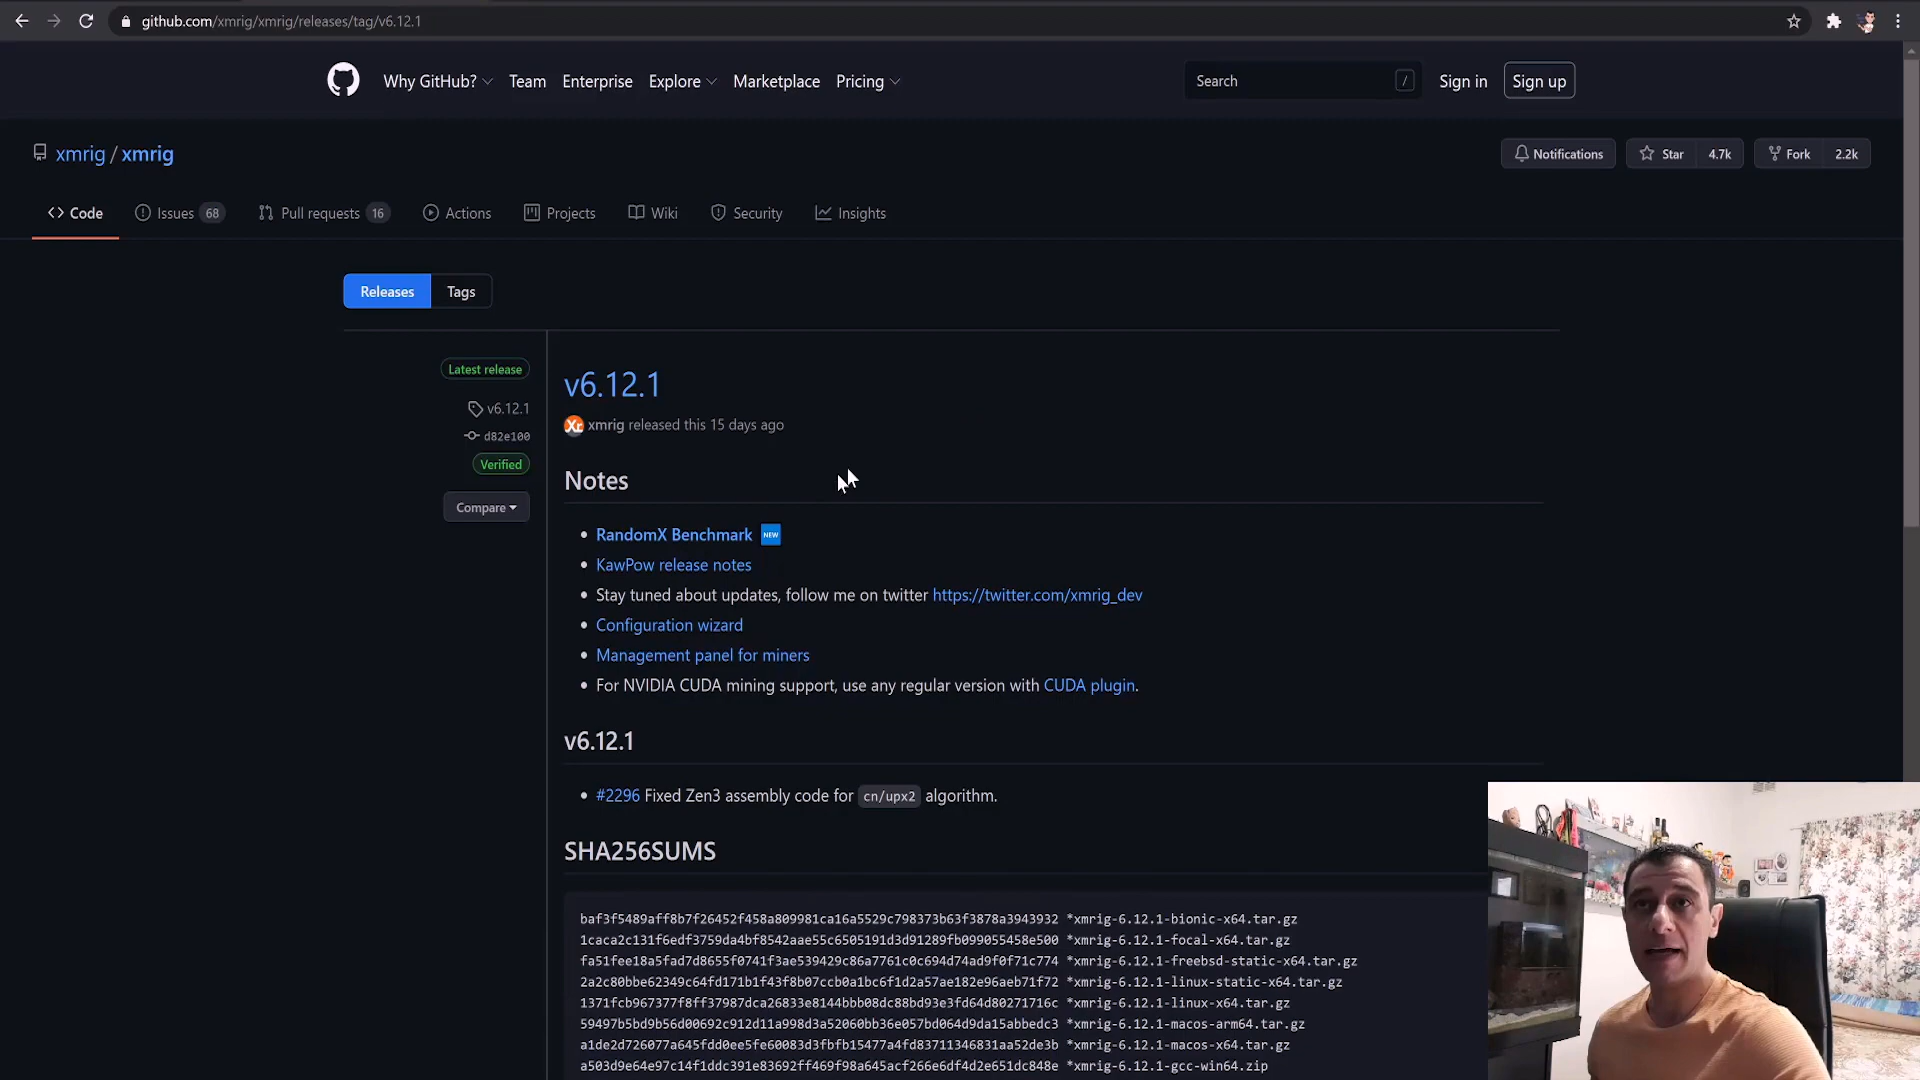 github.com/xmrig/xmrig/releases/tag/v6.12.1
Why GitHub? Team Enterprise Explore Marketplace Pricing Search / Sign in Sign up
xmrig / xmrig Notifications Star 4.7k Fork 2.2k
Code Issues 68 Pull requests 16 Actions Projects Wiki Security Insights
Releases Tags
Latest release
v6.12.1
d82e100
Verified
Compare
v6.12.1
xmrig released this 15 days ago
Notes
RandomX Benchmark NEW
KawPow release notes
Stay tuned about updates, follow me on twitter https://twitter.com/xmrig_dev
Configuration wizard
Management panel for miners
For NVIDIA CUDA mining support, use any regular version with CUDA plugin.
v6.12.1
#2296 Fixed Zen3 assembly code for cn/upx2 algorithm.
SHA256SUMS
baf3f5489aff8b7f26452f458a809981ca16a5529c798373b63f3878a3943932 *xmrig-6.12.1-bionic-x64.tar.gz
1caca2c131f6edf3759da4bf8542aae55c6505191d3d91289fb099055458e500 *xmrig-6.12.1-focal-x64.tar.gz
fa51fee18a5fad7d8655f0741f3ae539429c86a7761c0c694d74ad9f0f71c774 *xmrig-6.12.1-freebsd-static-x64.tar.gz
2a2c80bbe62349c64fd171b1f43f8b07ccb0a1bc6f1d2a57ae182e96aeb71f72 *xmrig-6.12.1-linux-static-x64.tar.gz
1371fcb967377f8ff37987dca26833e8144bbb08dc88bd93e3fd64d80271716c *xmrig-6.12.1-linux-x64.tar.gz
59497b5bd9b56d00692c912d11a998d3a52060bb36e057bd064d9da15abbedc3 *xmrig-6.12.1-macos-arm64.tar.gz
a1de2d726077a645fdd0ee5fe60083d3fbfb15477a4fd83711346831aa52de3b *xmrig-6.12.1-macos-x64.tar.gz
a503d9e64e97c14f1ddc391e83692ff469f98a645acf266e6df4d2e651dc848e *xmrig-6.12.1-gcc-win64.zip